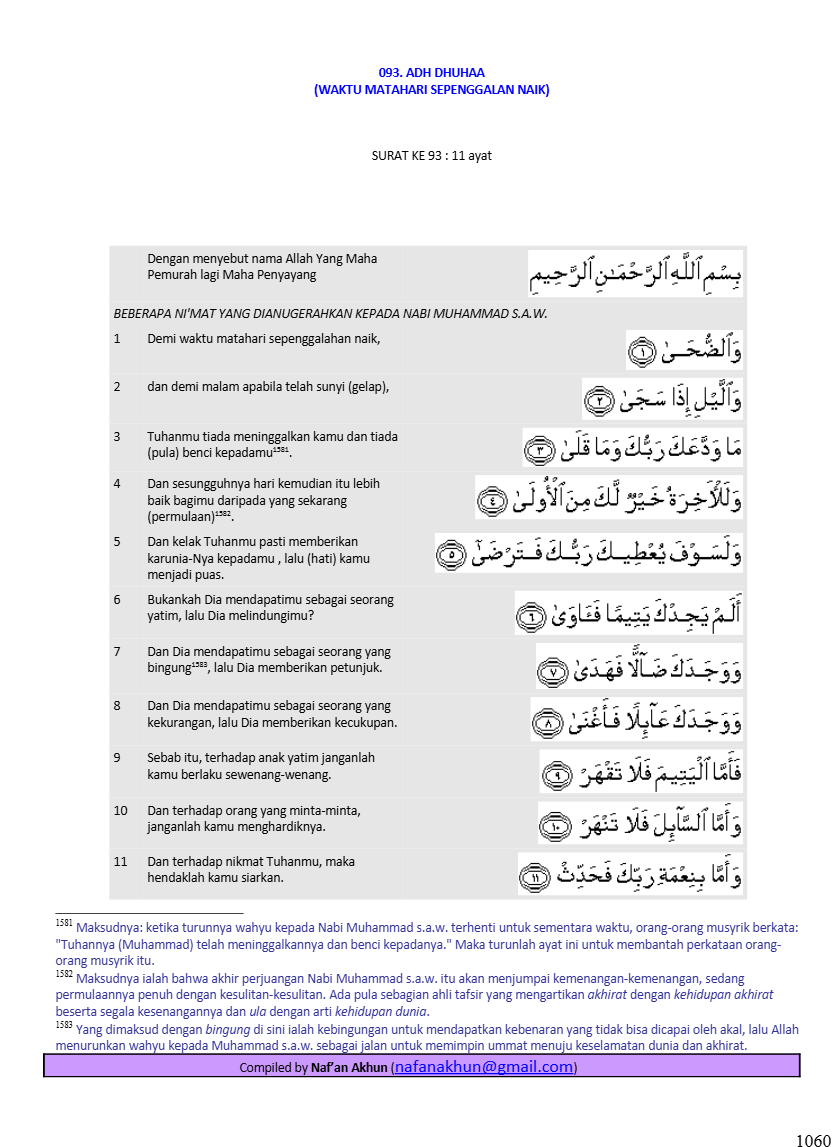 093. ADH DHUHAA
(WAKTU MATAHARI SEPENGGALAN NAIK)
SURAT KE 93 : 11 ayat
Dengan menyebut nama Allah Yang Maha
Pemurah lagi Maha Penyayang
بِسْمِ ٱللَّهِ ٱلرَّحْمَـٰنِ ٱلرَّحِيمِ
BEBERAPA NI'MAT YANG DIANUGERAHKAN KEPADA NABI MUHAMMAD S.A.W.
1 Demi waktu matahari sepenggalahan naik,
وَٱلضُّحَىٰ ١
2 dan demi malam apabila telah sunyi (gelap),
وَٱلَّيْلِ إِذَا سَجَىٰ ٢
3 Tuhanmu tiada meninggalkan kamu dan tiada
(pula) benci kepadamu1581.
مَا وَدَّعَكَ رَبُّكَ وَمَا قَلَىٰ ٣
4 Dan sesungguhnya hari kemudian itu lebih
baik bagimu daripada yang sekarang
(permulaan)1582.
وَلَلْـَٔاخِرَةُ خَيْرٌ لَّكَ مِنَ ٱلْأُولَىٰ ٤
5 Dan kelak Tuhanmu pasti memberikan
karunia-Nya kepadamu , lalu (hati) kamu
menjadi puas.
وَلَسَوْفَ يُعْطِيكَ رَبُّكَ فَتَرْضَىٰٓ ٥
6 Bukankah Dia mendapatimu sebagai seorang
yatim, lalu Dia melindungimu?
أَلَمْ يَجِدْكَ يَتِيمًا فَـَٔاوَىٰ ٦
7 Dan Dia mendapatimu sebagai seorang yang
bingung1583, lalu Dia memberikan petunjuk.
وَوَجَدَكَ ضَآلًّا فَهَدَىٰ ٧
8 Dan Dia mendapatimu sebagai seorang yang
kekurangan, lalu Dia memberikan kecukupan.
وَوَجَدَكَ عَآئِلًا فَأَغْنَىٰ ٨
9 Sebab itu, terhadap anak yatim janganlah
kamu berlaku sewenang-wenang.
فَأَمَّا ٱلْيَتِيمَ فَلَا تَقْهَرْ ٩
10 Dan terhadap orang yang minta-minta,
janganlah kamu menghardiknya.
وَأَمَّا ٱلسَّآئِلَ فَلَا تَنْهَرْ ١٠
11 Dan terhadap nikmat Tuhanmu, maka
hendaklah kamu siarkan.
وَأَمَّا بِنِعْمَةِ رَبِّكَ فَحَدِّثْ ١١
1581 Maksudnya: ketika turunnya wahyu kepada Nabi Muhammad s.a.w. terhenti untuk sementara waktu, orang-orang musyrik berkata:
"Tuhannya (Muhammad) telah meninggalkannya dan benci kepadanya." Maka turunlah ayat ini untuk membantah perkataan orang-
orang musyrik itu.
1582 Maksudnya ialah bahwa akhir perjuangan Nabi Muhammad s.a.w. itu akan menjumpai kemenangan-kemenangan, sedang
permulaannya penuh dengan kesulitan-kesulitan. Ada pula sebagian ahli tafsir yang mengartikan akhirat dengan kehidupan akhirat
beserta segala kesenangannya dan ula dengan arti kehidupan dunia.
1583 Yang dimaksud dengan bingung di sini ialah kebingungan untuk mendapatkan kebenaran yang tidak bisa dicapai oleh akal, lalu Allah
menurunkan wahyu kepada Muhammad s.a.w. sebagai jalan untuk memimpin ummat menuju keselamatan dunia dan akhirat.
Compiled by Naf’an Akhun (nafanakhun@gmail.com)
1060